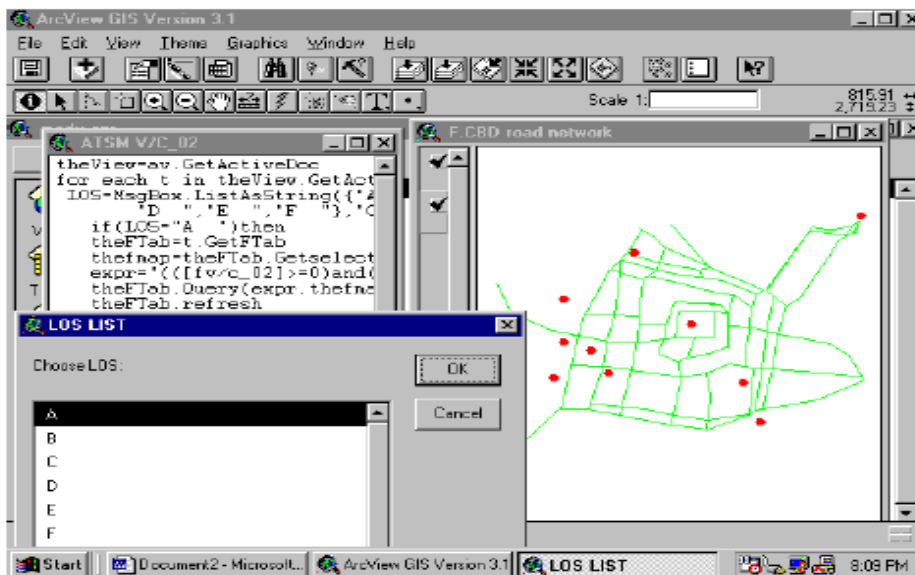 ArcView GIS Version 3.1
File Edit View Theme Graphics Window Help
Scale 1:
815.91
2,719.23
ATSM V/C_02
F.CBD road network
theView=av.GetActiveDoc
for each t in theView.GetAct
LOS=MsgBox.ListAsString({"A
"D ","E ","F "},"C
if(LOS="A ")then
theFTab=t.GetFTab
thefmap=theFTab.Getselect
expr="(([fv/c_02]>=0)and(
theFTab.Query(expr.thefma
theFTab.refresh
V
T
LOS LIST
Choose LOS:
OK
Cancel
A
B
C
D
E
F
Start Document2 - Microsoft... ArcView GIS Version 3.1 LOS LIST 8:09 PM